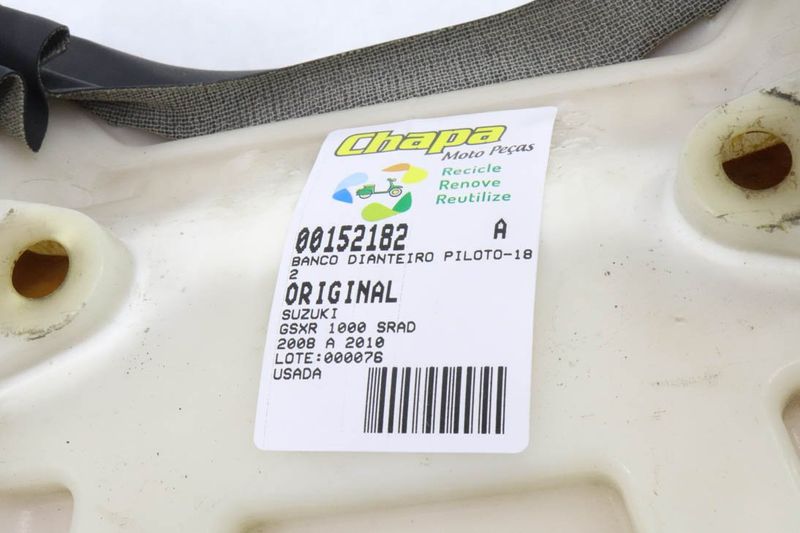 Chapa
Moto Peças
Recicle
Renove
Reutilize
00152182 A
BANCO DIANTEIRO PILOTO-18
2
ORIGINAL
SUZUKI
GSXR 1000 SRAD
2008 A 2010
LOTE:000076
USADA